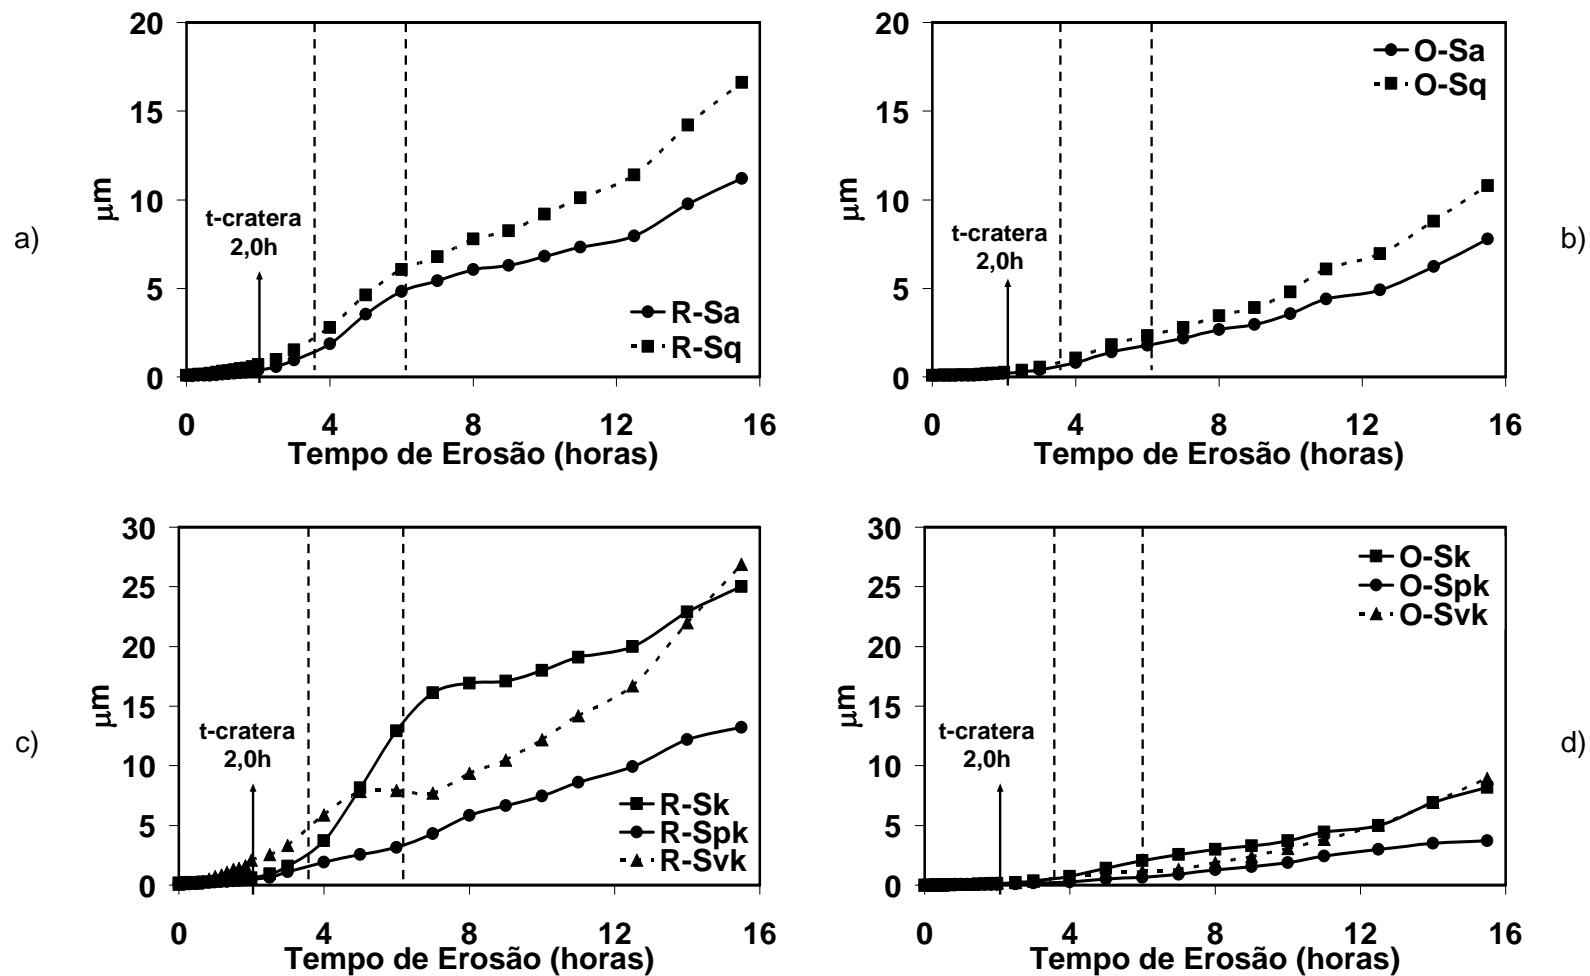 a)
20
15
10
5
0
μm
t-cratera
2,0h
R-Sa
R-Sq
0 4 8 12 16
Tempo de Erosão (horas)
b)
20
15
10
5
0
μm
t-cratera
2,0h
O-Sa
O-Sq
0 4 8 12 16
Tempo de Erosão (horas)
c)
30
25
20
15
10
5
0
μm
t-cratera
2,0h
R-Sk
R-Spk
R-Svk
0 4 8 12 16
Tempo de Erosão (horas)
d)
30
25
20
15
10
5
0
μm
t-cratera
2,0h
O-Sk
O-Spk
O-Svk
0 4 8 12 16
Tempo de Erosão (horas)